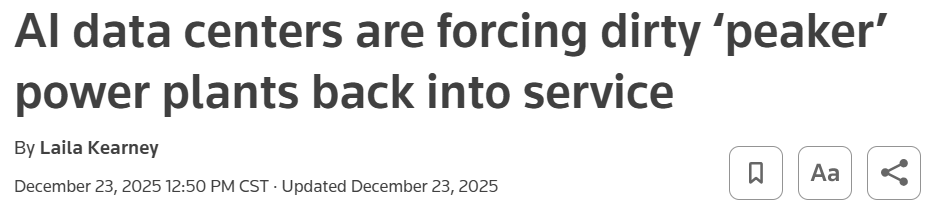 AI data centers are forcing dirty ‘peaker’
power plants back into service
By Laila Kearney
December 23, 2025 12:50 PM CST · Updated December 23, 2025
Aa